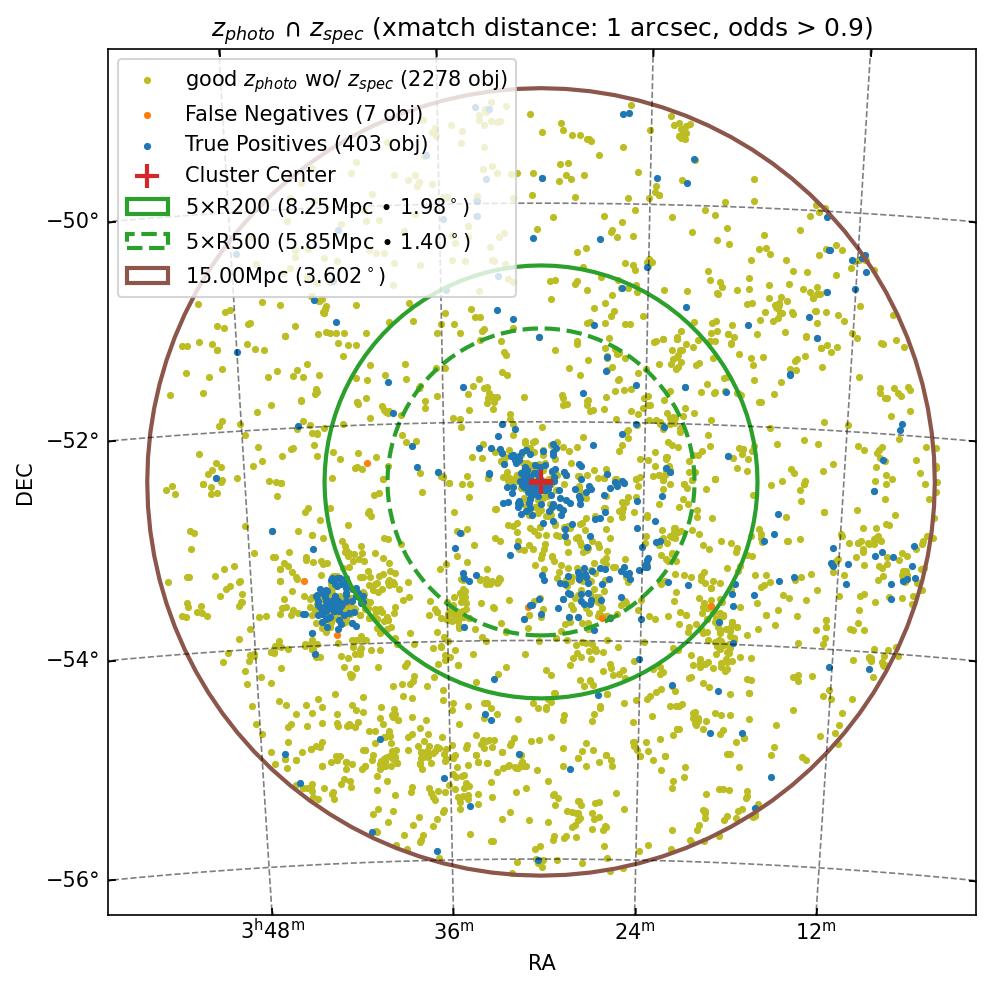 z_photo ∩ z_spec (xmatch distance: 1 arcsec, odds > 0.9)
good z_photo wo/ z_spec (2278 obj)
False Negatives (7 obj)
True Positives (403 obj)
Cluster Center
5×R200 (8.25Mpc • 1.98°)
5×R500 (5.85Mpc • 1.40°)
15.00Mpc (3.602°)
−50°
−52°
−54°
−56°
DEC
3h48m 36m 24m 12m
RA